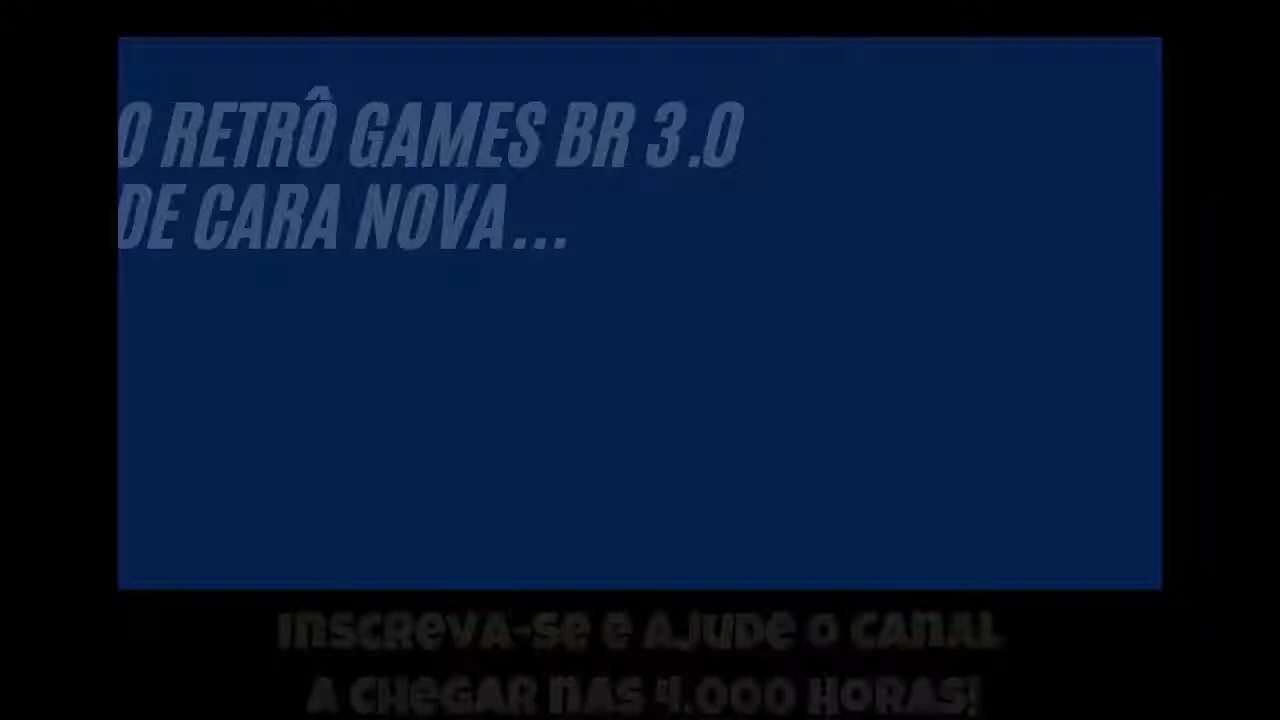 O RETRÔ GAMES BR 3.0
DE CARA NOVA...
INSCREVA-SE E AJUDE O CANAL
A CHEGAR NAS 4.000 HORAS!